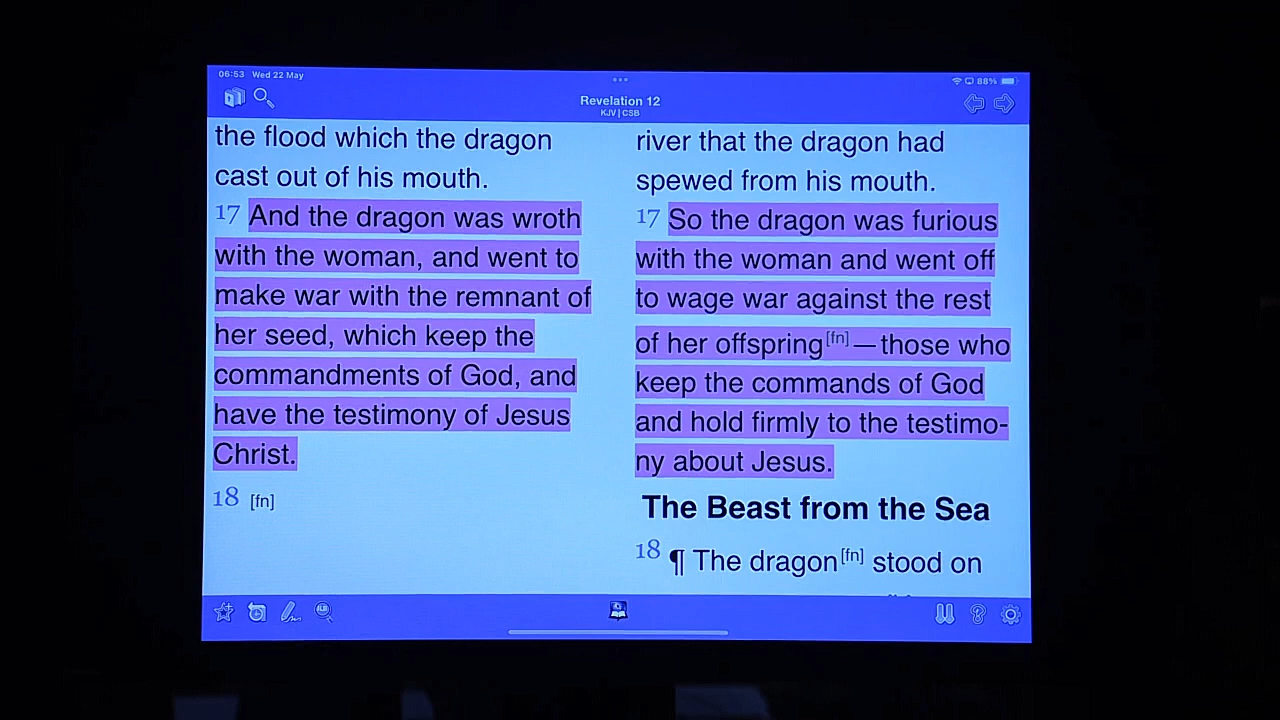 06:53 Wed 22 May
88%
Revelation 12
KJV | CSB
the flood which the dragon
cast out of his mouth.
17 And the dragon was wroth
with the woman, and went to
make war with the remnant of
her seed, which keep the
commandments of God, and
have the testimony of Jesus
Christ.
18 [fn]
river that the dragon had
spewed from his mouth.
17 So the dragon was furious
with the woman and went off
to wage war against the rest
of her offspring[fn]—those who
keep the commands of God
and hold firmly to the testimo-
ny about Jesus.
The Beast from the Sea
18 ¶ The dragon[fn] stood on